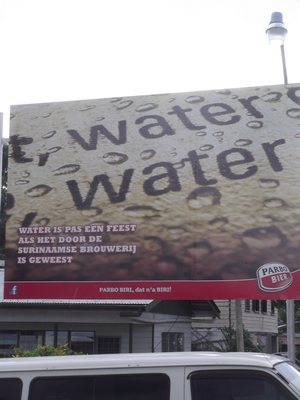 t, water
water
WATER IS PAS EEN FEEST
ALS HET DOOR DE
SURINAAMSE BROUWERIJ
IS GEWEEST
PARBO BIER
PARBO BIRI, dat n'a BIRI!
f